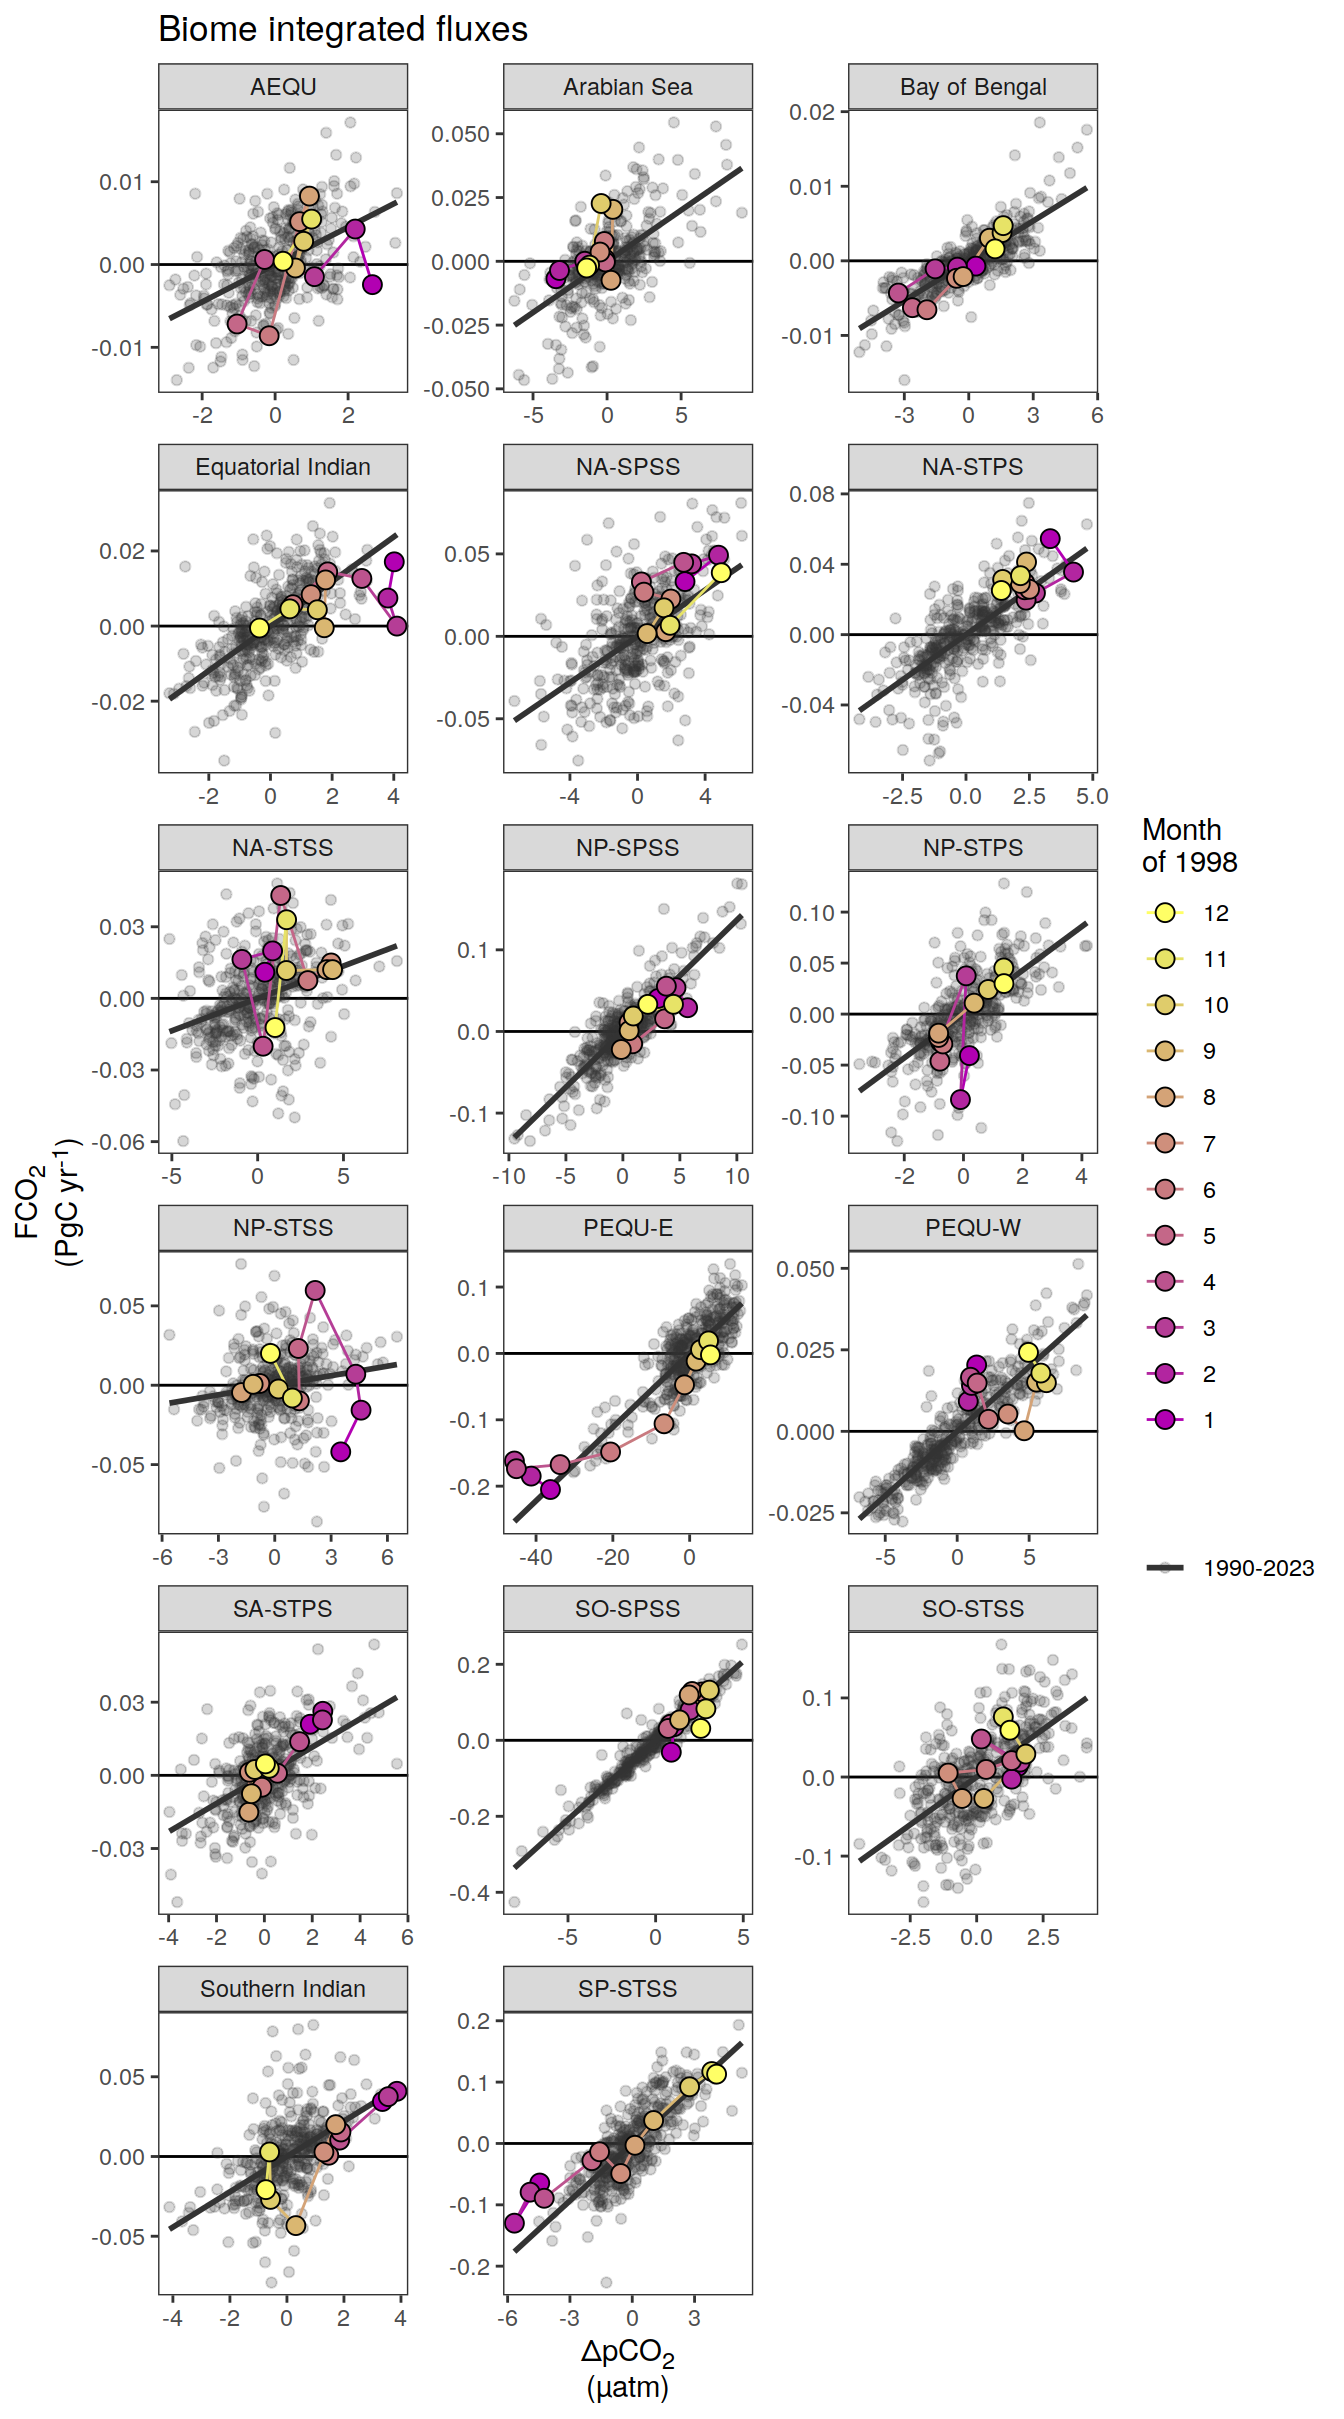 Biome integrated fluxes
AEQU
Arabian Sea
Bay of Bengal
0.01
0.00
-0.01
-2 0 2
0.050
0.025
0.000
-0.025
-0.050
-5 0 5
0.02
0.01
0.00
-0.01
-3 0 3 6
Equatorial Indian
NA-SPSS
NA-STPS
0.02
0.00
-0.02
-2 0 2 4
0.05
0.00
-0.05
-4 0 4
0.08
0.04
0.00
-0.04
-2.5 0.0 2.5 5.0
NA-STSS
NP-SPSS
NP-STPS
0.03
0.00
-0.03
-0.06
-5 0 5
0.1
0.0
-0.1
-10 -5 0 5 10
0.10
0.05
0.00
-0.05
-0.10
-2 0 2 4
NP-STSS
PEQU-E
PEQU-W
0.05
0.00
-0.05
-6 -3 0 3 6
0.1
0.0
-0.1
-0.2
-40 -20 0
0.050
0.025
0.000
-0.025
-5 0 5
SA-STPS
SO-SPSS
SO-STSS
0.03
0.00
-0.03
-4 -2 0 2 4 6
0.2
0.0
-0.2
-0.4
-5 0 5
0.1
0.0
-0.1
-2.5 0.0 2.5
Southern Indian
SP-STSS
0.05
0.00
-0.05
-4 -2 0 2 4
0.2
0.1
0.0
-0.1
-0.2
-6 -3 0 3
FCO2
(PgC yr-1)
ΔpCO2
(µatm)
Month
of 1998
12
11
10
9
8
7
6
5
4
3
2
1
1990-2023